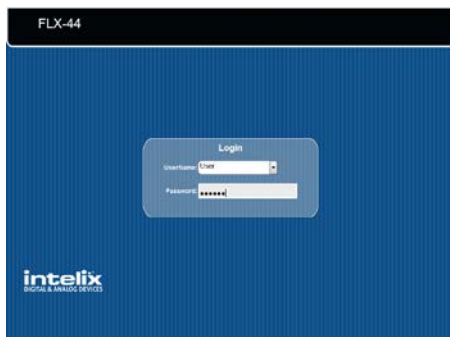 FLX-44
Login
UserName: User
Password: ••••••
intelix
DIGITAL & ANALOG DEVICES